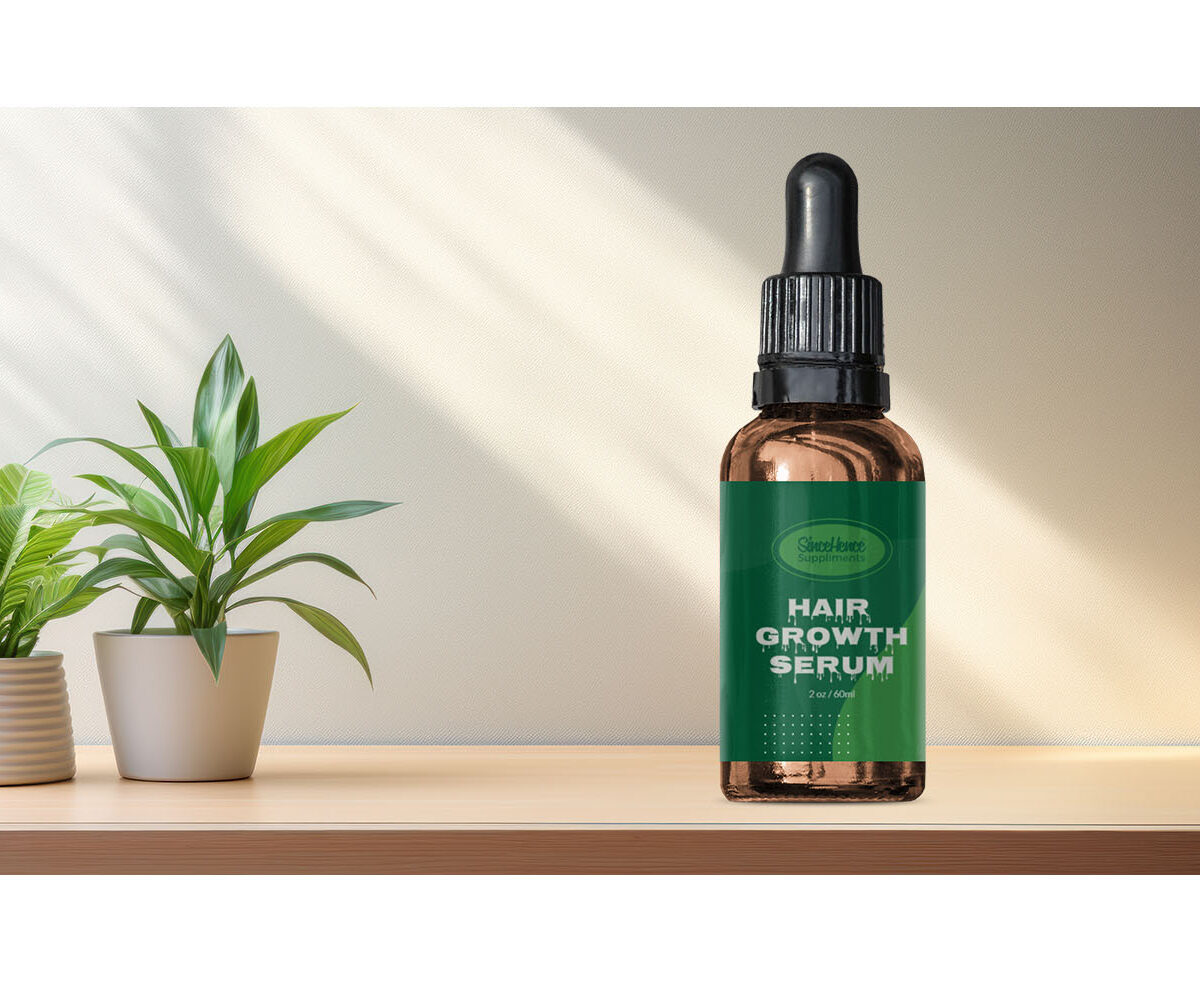 SinceHence
Suppliments
HAIR
GROWTH
SERUM
2 oz / 60ml